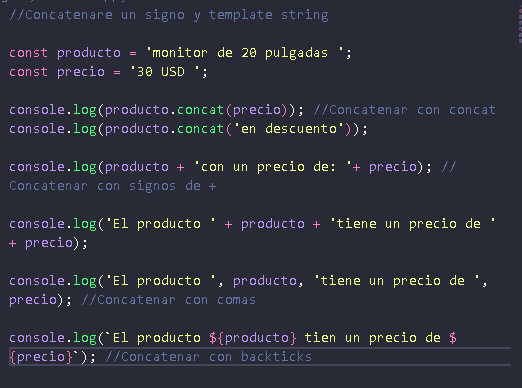 //Concatenare un signo y template string
const producto = 'monitor de 20 pulgadas ';
const precio = '30 USD ';
console.log(producto.concat(precio)); //Concatenar con concat
console.log(producto.concat('en descuento'));
console.log(producto + 'con un precio de: '+ precio); //
Concatenar con signos de +
console.log('El producto ' + producto + 'tiene un precio de '
+ precio);
console.log('El producto ', producto, 'tiene un precio de ',
precio); //Concatenar con comas
console.log(`El producto ${producto} tien un precio de $
{precio}`); //Concatenar con backticks